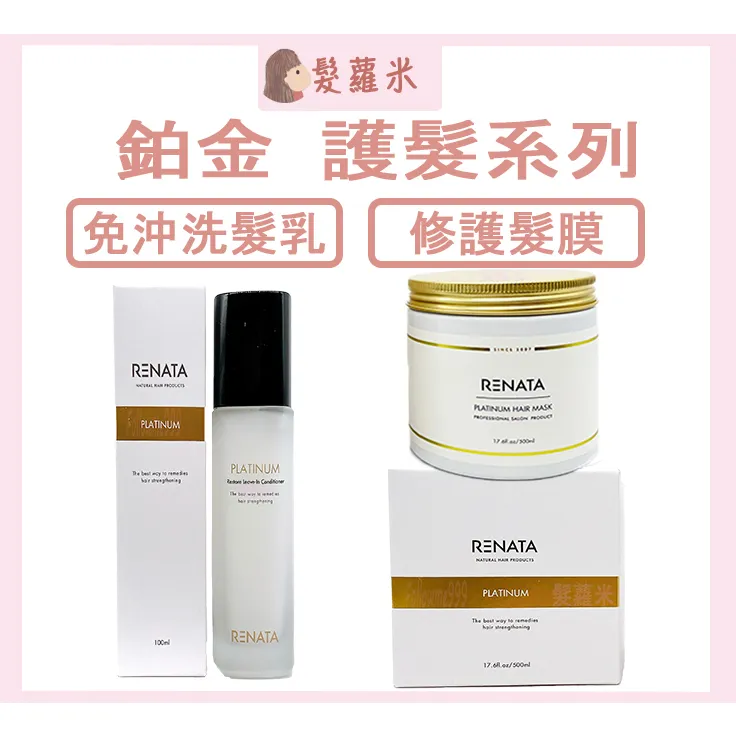 髮蘿米
鉑金 護髮系列
免沖洗髮乳
修護髮膜
RENATA
NATURAL HAIR PRODUCTS
PLATINUM
The best way to remedies
hair strengthening
100ml
PLATINUM
Restore Leave-In Conditioner
The best way to remedies
hair strengthening
RENATA
SINCE 2007
RENATA
PLATINUM HAIR MASK
PROFESSIONAL SALON PRODUCT
17.6fl.oz/500ml
RENATA
NATURAL HAIR PRODUCTS
PLATINUM
髮蘿米
The best way to remedies
hair strengthening
17.6fl.oz/500ml